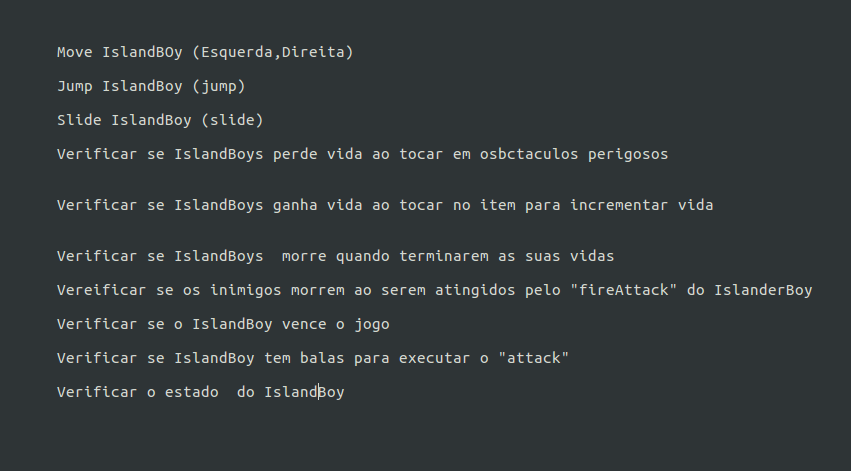 Move IslandBOy (Esquerda,Direita)
Jump IslandBoy (jump)
Slide IslandBoy (slide)
Verificar se IslandBoys perde vida ao tocar em osbctaculos perigosos
Verificar se IslandBoys ganha vida ao tocar no item para incrementar vida
Verificar se IslandBoys  morre quando terminarem as suas vidas
Vereificar se os inimigos morrem ao serem atingidos pelo "fireAttack" do IslanderBoy
Verificar se o IslandBoy vence o jogo
Verificar se IslandBoy tem balas para executar o "attack"
Verificar o estado  do IslandBoy